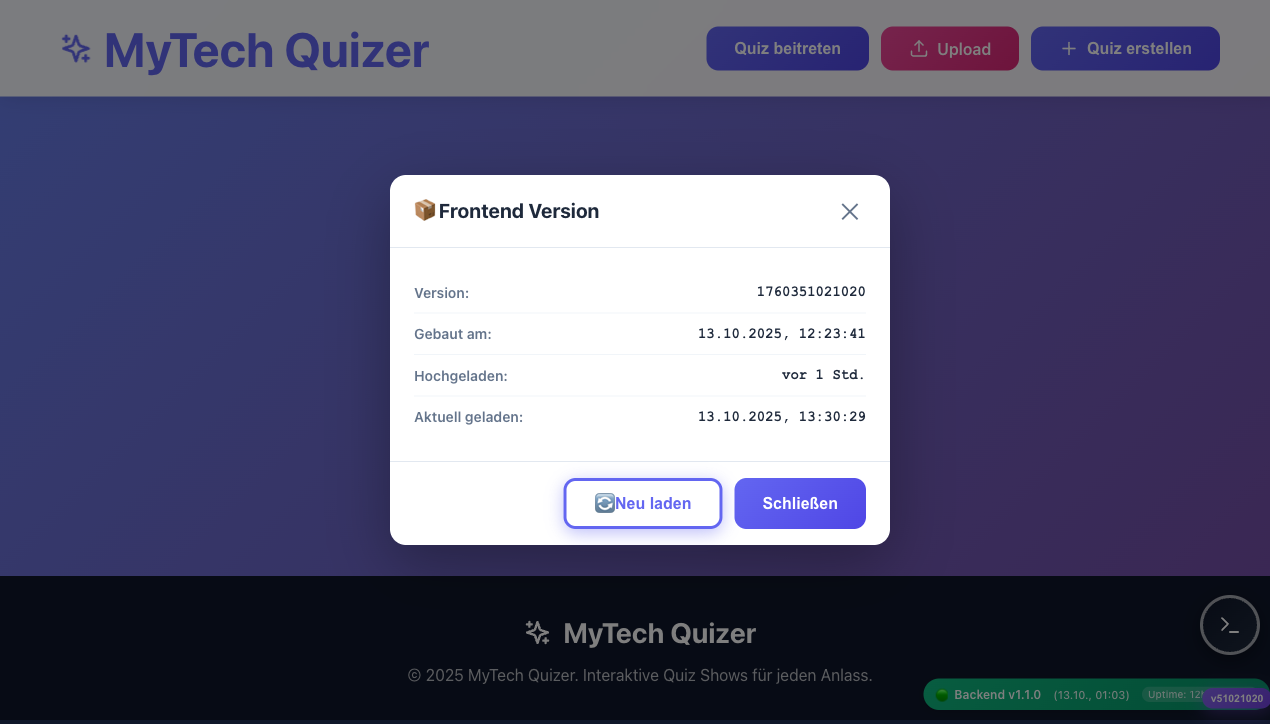 MyTech Quizer
Quiz beitreten
Upload
Quiz erstellen
Frontend Version
Version: 1760351021020
Gebaut am: 13.10.2025, 12:23:41
Hochgeladen: vor 1 Std.
Aktuell geladen: 13.10.2025, 13:30:29
Neu laden
Schließen
MyTech Quizer
© 2025 MyTech Quizer. Interaktive Quiz Shows für jeden Anlass.
Backend v1.1.0 (13.10., 01:03) Uptime:
v51021020